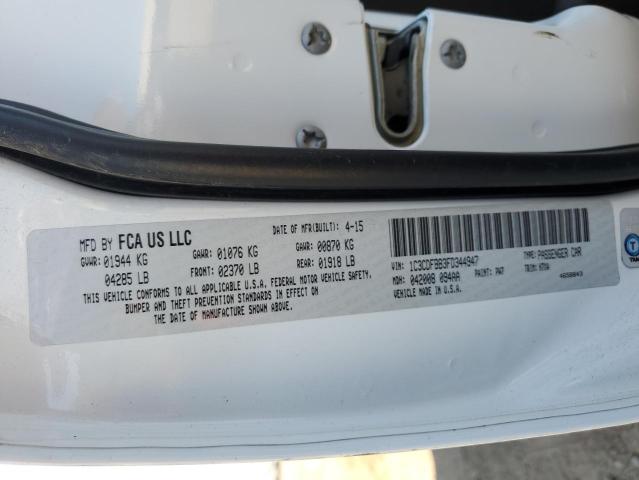 MFD BY FCA US LLC
DATE OF MFR(BUILT): 4-15
GVWR: 01944 KG
04285 LB
GAWR: 01076 KG
FRONT: 02370 LB
GAWR: 00870 KG
REAR: 01918 LB
THIS VEHICLE CONFORMS TO ALL APPLICABLE U.S.A. FEDERAL MOTOR VEHICLE SAFETY,
BUMPER AND THEFT PREVENTION STANDARDS IN EFFECT ON
THE DATE OF MANUFACTURE SHOWN ABOVE.
VIN: 1C3CDFBB3FD344947
TYPE: PASSENGER CAR
MDH: 042008 094AA
PAINT: PW7
TRIM:
MADE IN U.S.A.